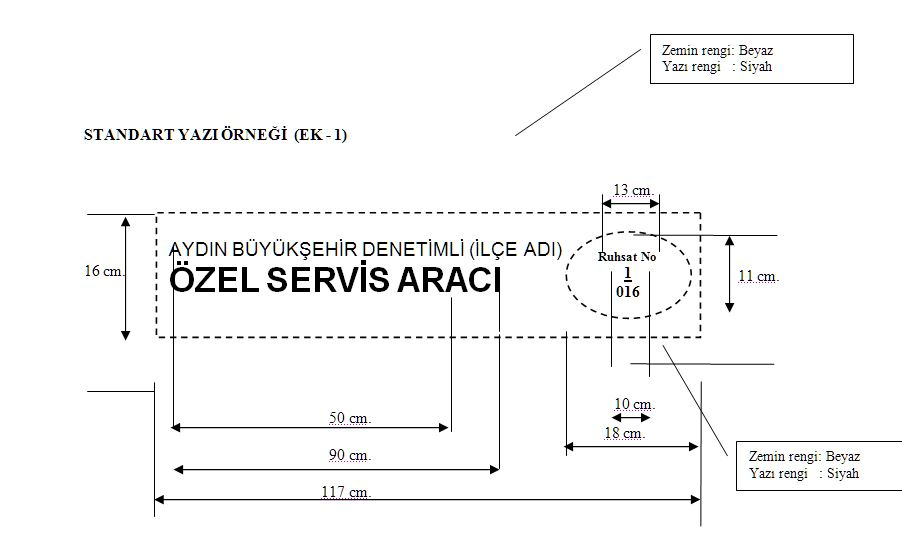 Zemin rengi: Beyaz
Yazı rengi : Siyah
STANDART YAZI ÖRNEĞİ (EK - 1)
13 cm.
AYDIN BÜYÜKŞEHİR DENETİMLİ (İLÇE ADI)
Ruhsat No
16 cm.
ÖZEL SERVİS ARACI
1
11 cm.
016
10 cm.
50 cm.
18 cm.
90 cm.
Zemin rengi: Beyaz
Yazı rengi : Siyah
117 cm.